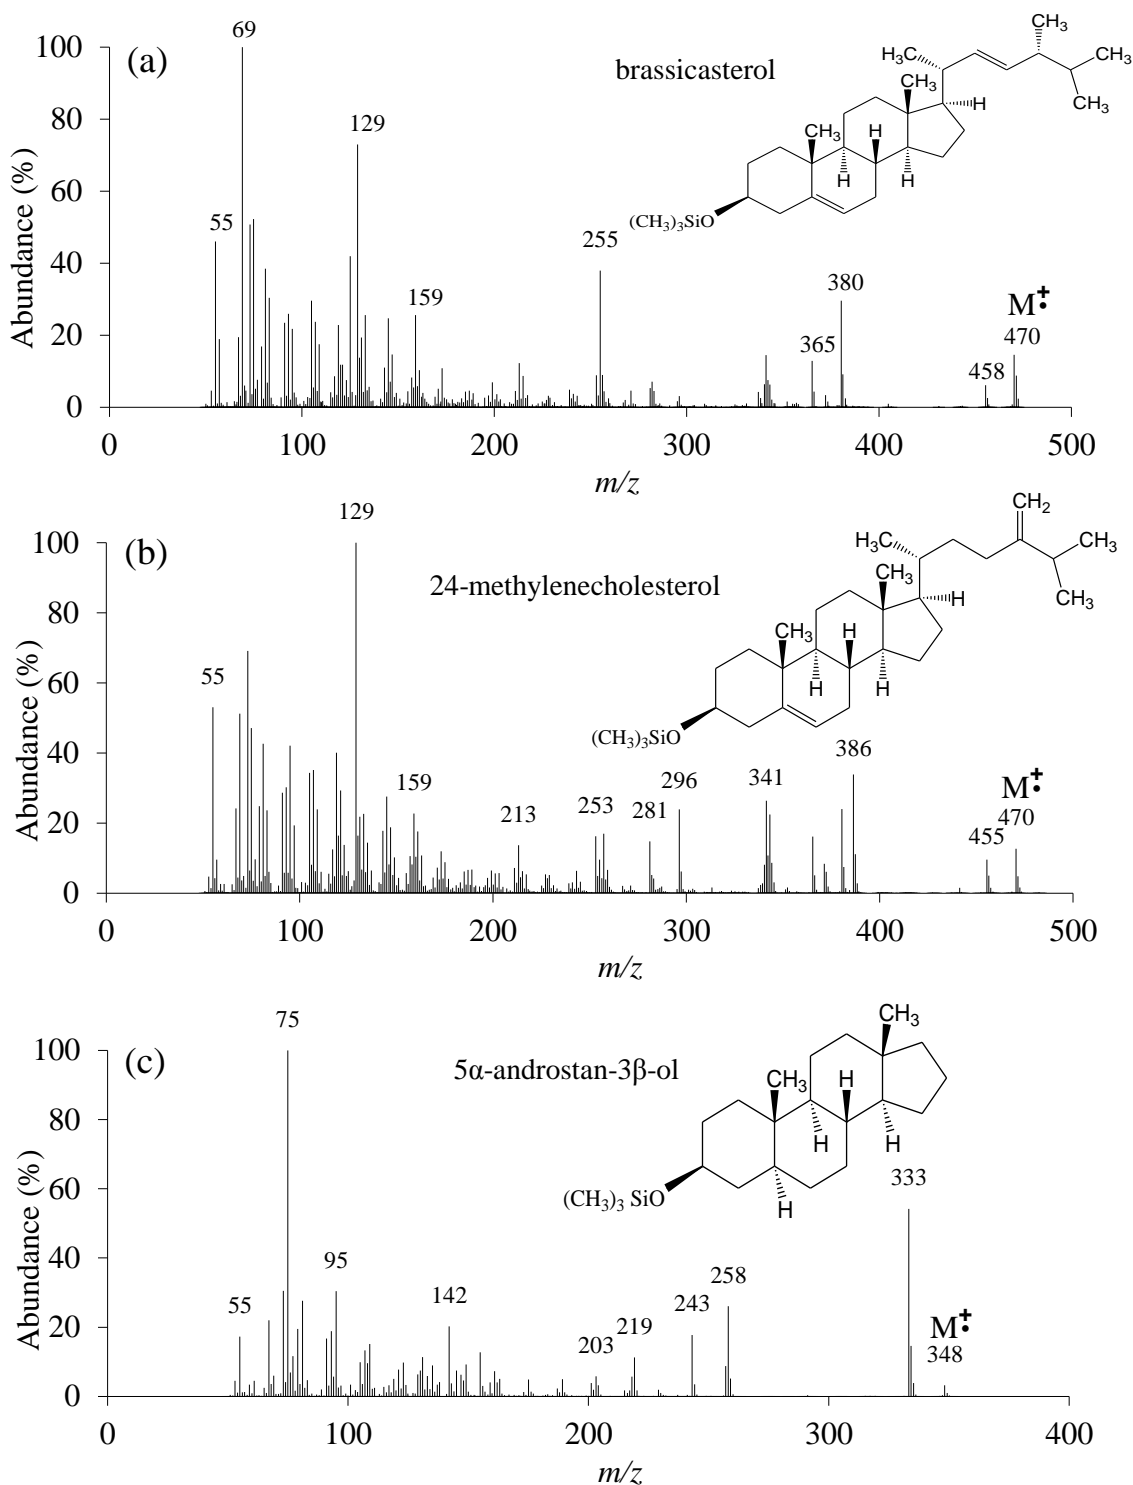 (a)
brassicasterol
69
129
55
255
159
380
365
M+•
470
458
CH3
H3C
CH3
CH3
CH3
H
CH3
H
H
H
(CH3)3SiO
Abundance (%)
100
80
60
40
20
0
0 100 200 300 400 500
m/z
(b)
24-methylenecholesterol
129
55
159
213
253
281
296
341
386
M+•
470
455
CH2
H3C
CH3
CH3
CH3
H
CH3
H
H
H
(CH3)3SiO
Abundance (%)
100
80
60
40
20
0
0 100 200 300 400 500
m/z
(c)
5α-androstan-3β-ol
75
55
95
142
203
219
243
258
333
M+•
348
CH3
CH3
H
H
H
H
(CH3)3 SiO
Abundance (%)
100
80
60
40
20
0
0 100 200 300 400
m/z